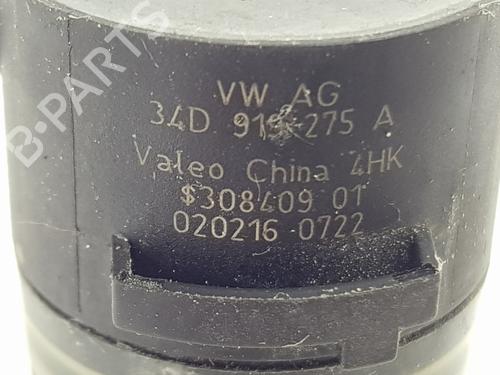 B-PARTS
VW AG
34D 919 275 A
Valeo China 4HK
$308409 01
020216 0722